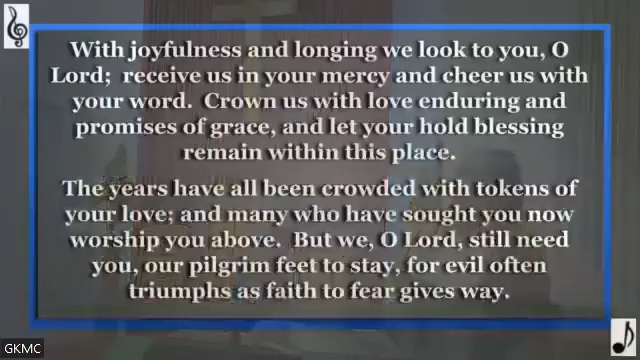 With joyfulness and longing we look to you, O
Lord;  receive us in your mercy and cheer us with
your word.  Crown us with love enduring and
promises of grace, and let your hold blessing
remain within this place.
The years have all been crowded with tokens of
your love; and many who have sought you now
worship you above.  But we, O Lord, still need
you, our pilgrim feet to stay, for evil often
triumphs as faith to fear gives way.
GKMC